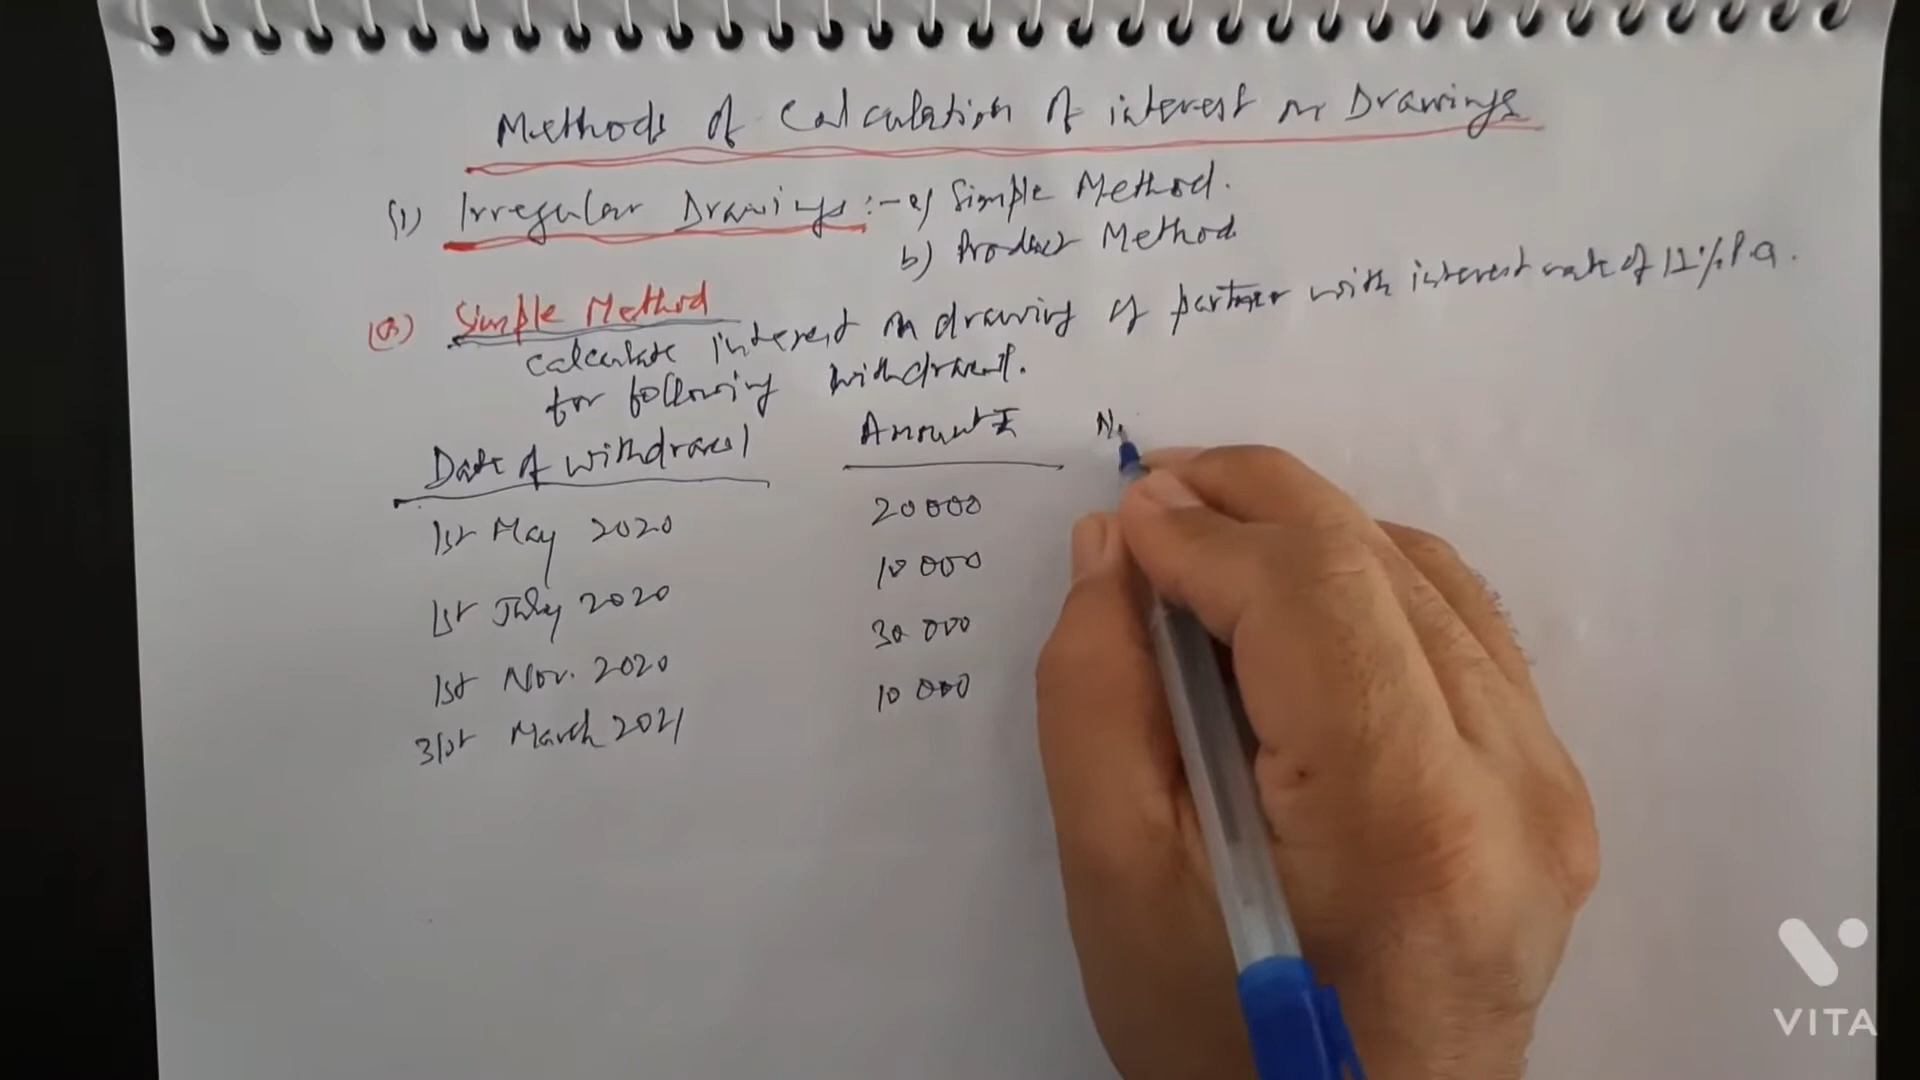 Methods of Calculation of interest on Drawings
(1) Irregular Drawings :- a) Simple Method.
b) Product Method
(a) Simple Method
calculate interest on drawing of partner with interest rate of 12% P.a.
for following withdrawal.
Date of withdrawal Amount ₹ No
1st May 2020 20000
1st July 2020 10000
1st Nov. 2020 30000
31st March 2021 10000
VITA